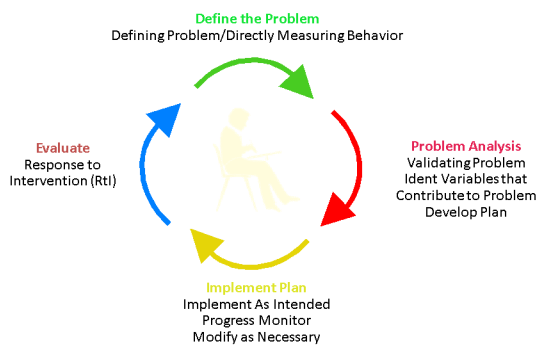 Define the Problem
Defining Problem/Directly Measuring Behavior
Problem Analysis
Validating Problem
Ident Variables that
Contribute to Problem
Develop Plan
Implement Plan
Implement As Intended
Progress Monitor
Modify as Necessary
Evaluate
Response to
Intervention (RtI)